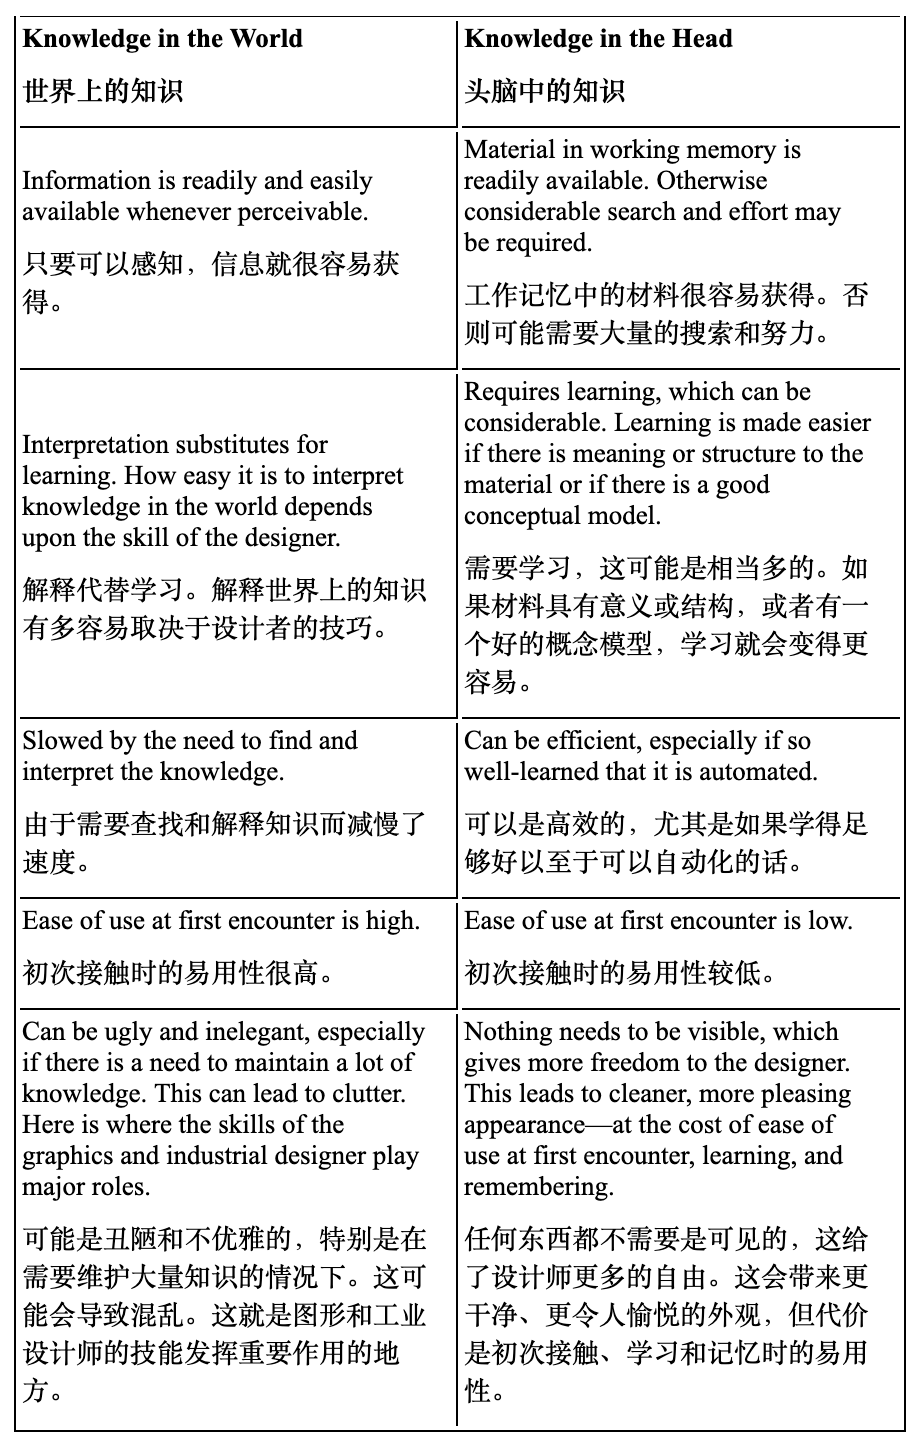 Knowledge in the World
世界上的知识
Knowledge in the Head
头脑中的知识
Information is readily and easily
available whenever perceivable.
只要可以感知，信息就很容易获
得。
Material in working memory is
readily available. Otherwise
considerable search and effort may
be required.
工作记忆中的材料很容易获得。否
则可能需要大量的搜索和努力。
Interpretation substitutes for
learning. How easy it is to interpret
knowledge in the world depends
upon the skill of the designer.
解释代替学习。解释世界上的知识
有多容易取决于设计者的技巧。
Requires learning, which can be
considerable. Learning is made easier
if there is meaning or structure to the
material or if there is a good
conceptual model.
需要学习，这可能是相当多的。如
果材料具有意义或结构，或者有一
个好的概念模型，学习就会变得更
容易。
Slowed by the need to find and
interpret the knowledge.
由于需要查找和解释知识而减慢了
速度。
Can be efficient, especially if so
well-learned that it is automated.
可以是高效的，尤其是如果学得足
够好以至于可以自动化的话。
Ease of use at first encounter is high.
初次接触时的易用性很高。
Ease of use at first encounter is low.
初次接触时的易用性较低。
Can be ugly and inelegant, especially
if there is a need to maintain a lot of
knowledge. This can lead to clutter.
Here is where the skills of the
graphics and industrial designer play
major roles.
可能是丑陋和不优雅的，特别是在
需要维护大量知识的情况下。这可
能会导致混乱。这就是图形和工业
设计师的技能发挥重要作用的地
方。
Nothing needs to be visible, which
gives more freedom to the designer.
This leads to cleaner, more pleasing
appearance—at the cost of ease of
use at first encounter, learning, and
remembering.
任何东西都不需要是可见的，这给
了设计师更多的自由。这会带来更
干净、更令人愉悦的外观，但代价
是初次接触、学习和记忆时的易用
性。